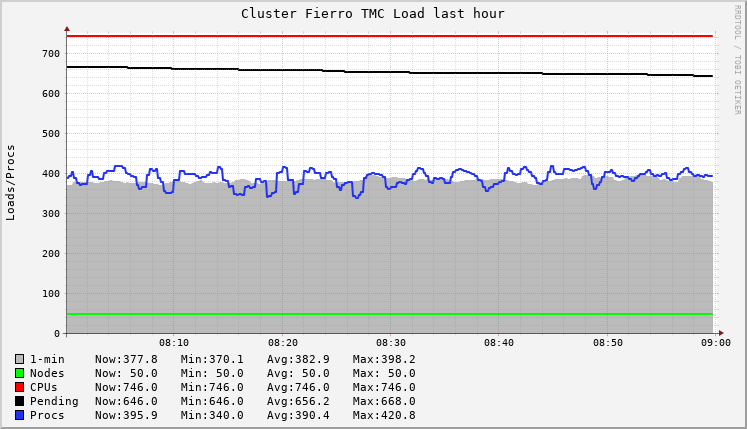 Cluster Fierro TMC Load last hour
RRDTOOL / TOBI OETIKER
Loads/Procs
700
600
500
400
300
200
100
0
08:10 08:20 08:30 08:40 08:50 09:00
1-min Now:377.8 Min:370.1 Avg:382.9 Max:398.2
Nodes Now: 50.0 Min: 50.0 Avg: 50.0 Max: 50.0
CPUs Now:746.0 Min:746.0 Avg:746.0 Max:746.0
Pending Now:646.0 Min:646.0 Avg:656.2 Max:668.0
Procs Now:395.9 Min:340.0 Avg:390.4 Max:420.8